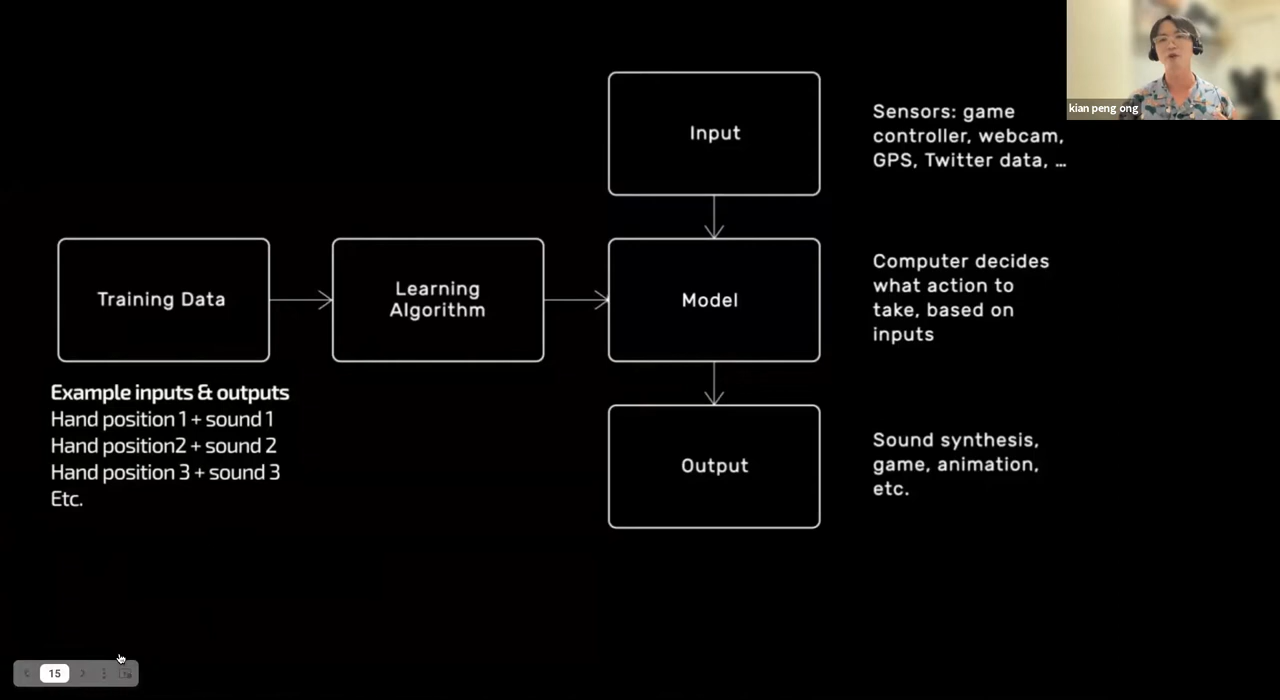 kian peng ong
Input
Sensors: game
controller, webcam,
GPS, Twitter data, ...
Training Data
Learning
Algorithm
Model
Computer decides
what action to
take, based on
inputs
Example inputs & outputs
Hand position 1 + sound 1
Hand position2 + sound 2
Hand position 3 + sound 3
Etc.
Output
Sound synthesis,
game, animation,
etc.
15